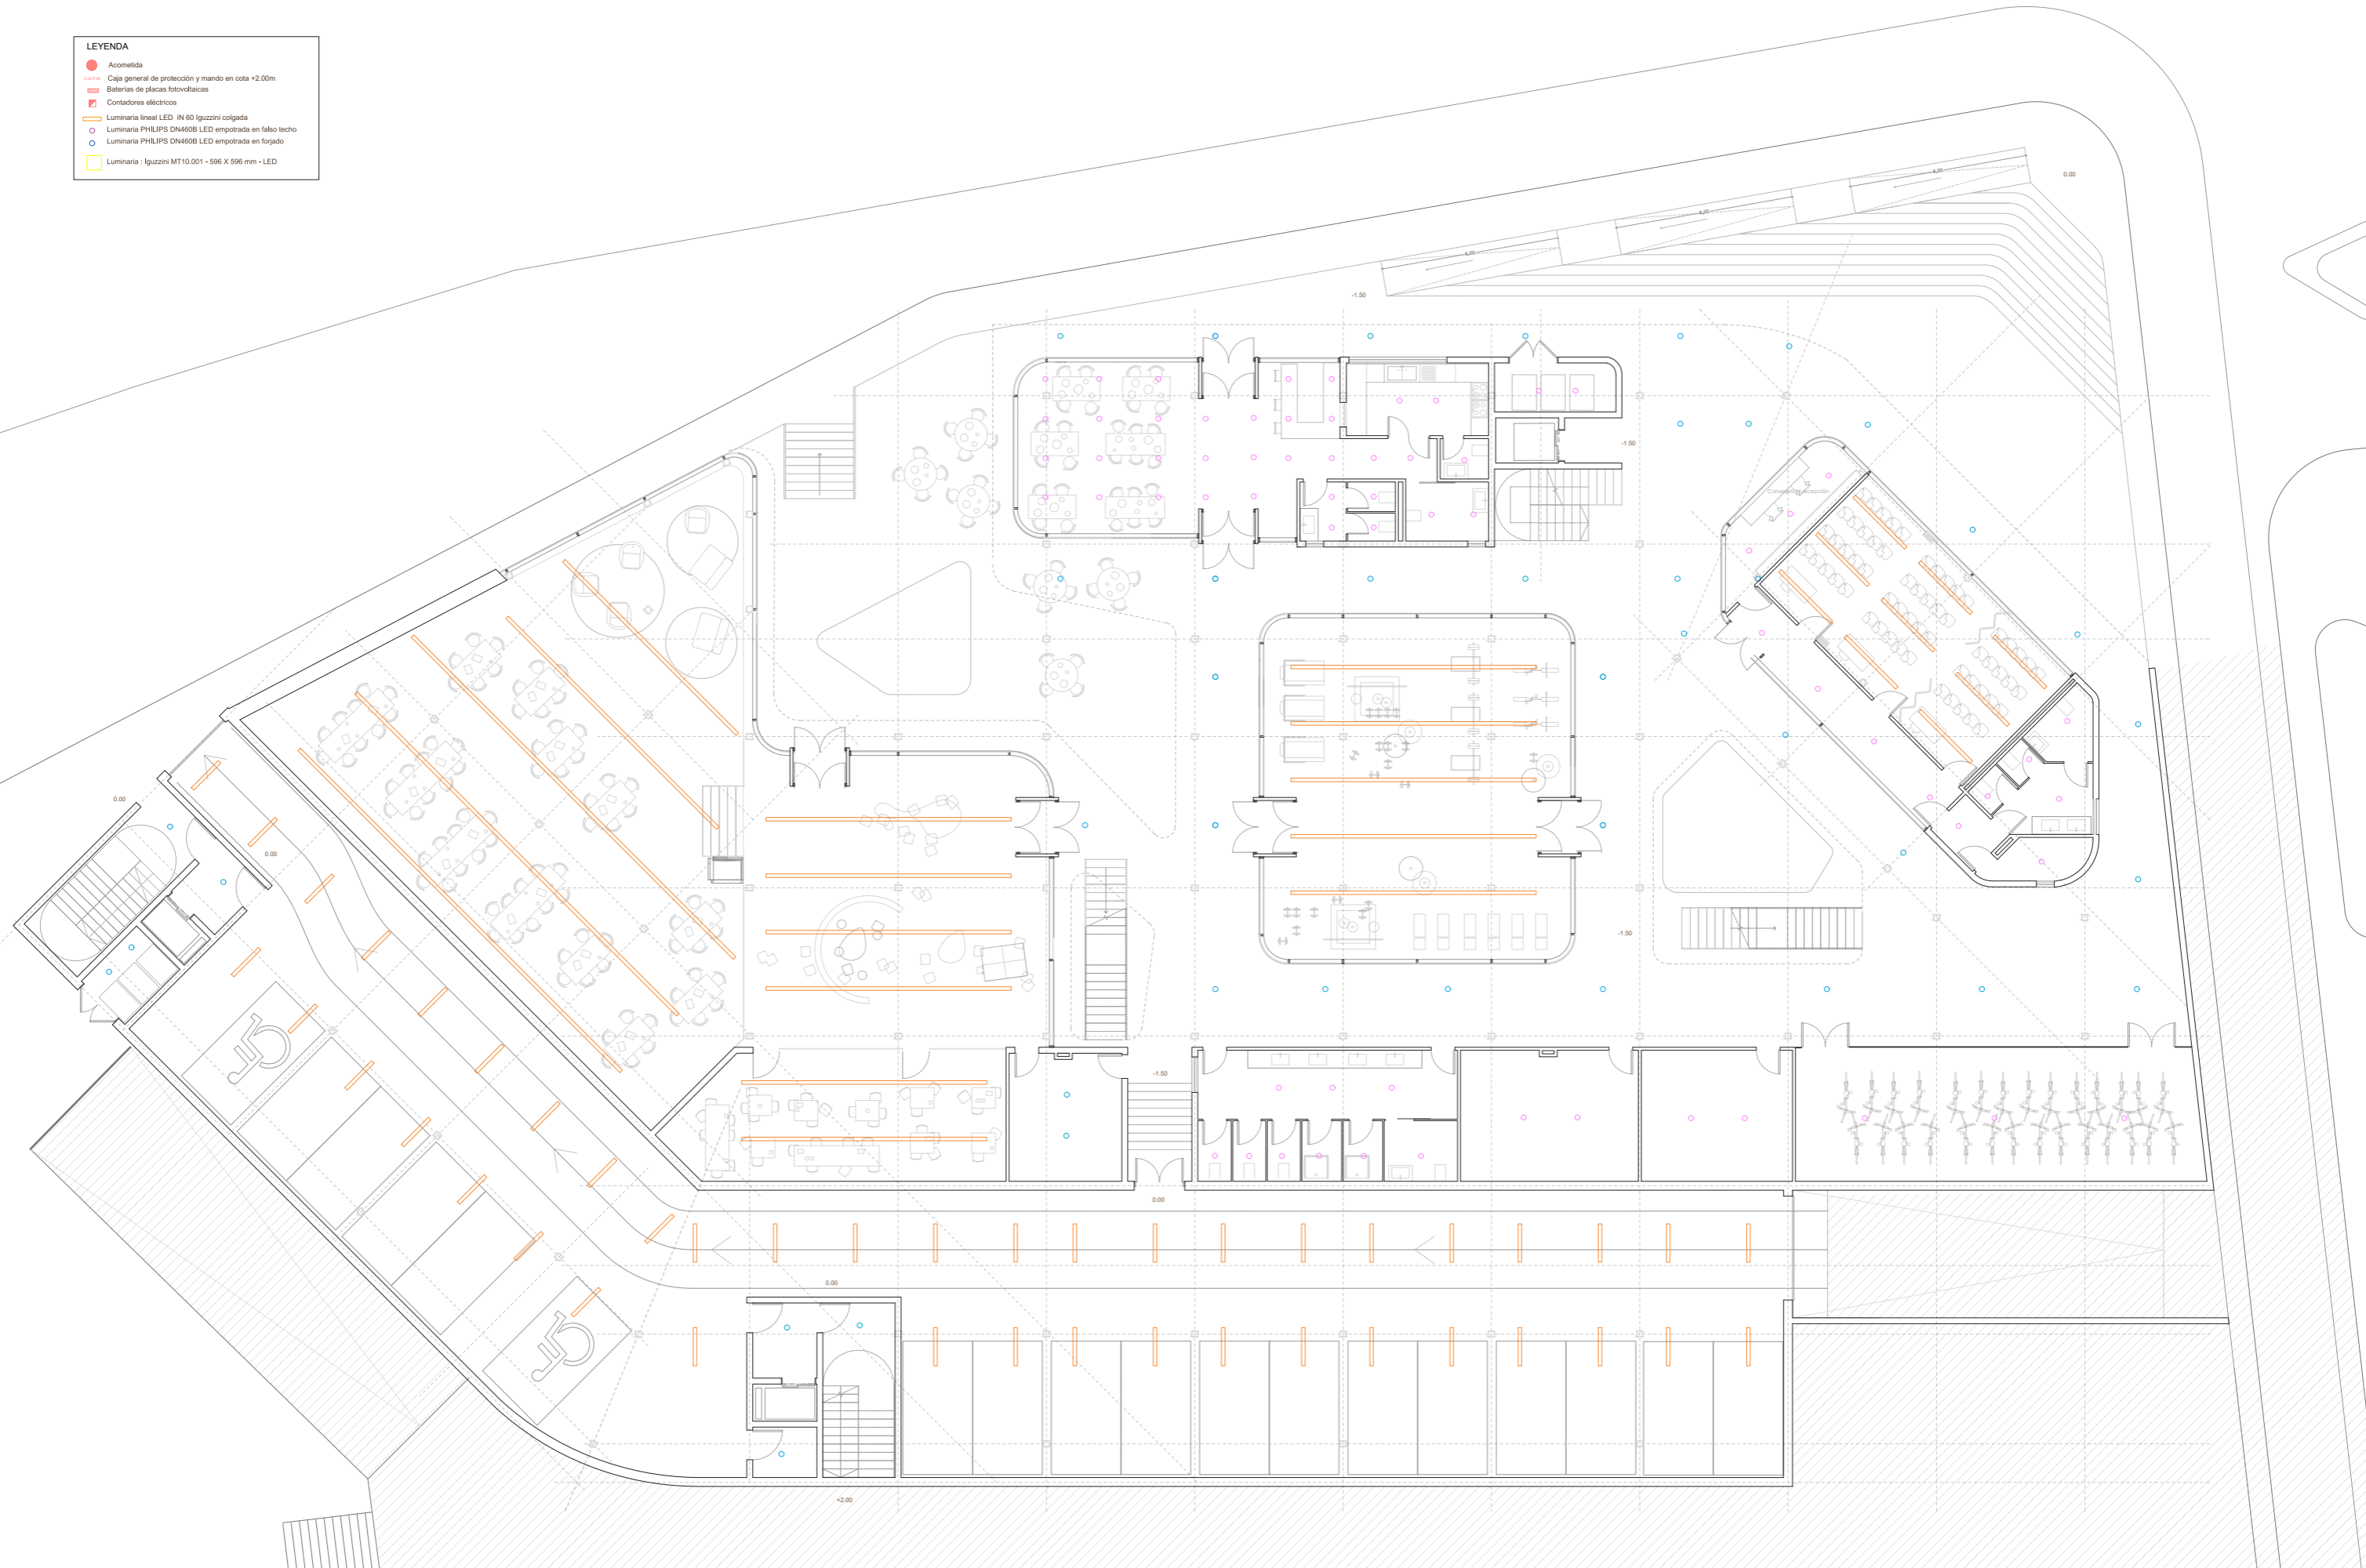 LEYENDA
Acometida
Caja general de protección y mando en cota +2.00m
Baterías de placas fotovoltaicas
Contadores eléctricos
Luminaria lineal LED iN 60 Iguzzini colgada
Luminaria PHILIPS DN460B LED empotrada en falso techo
Luminaria PHILIPS DN460B LED empotrada en forjado
Luminaria : Iguzzini MT10.001 - 596 X 596 mm - LED
0.00
-1.50
-1.50
0.00
0.00
-1.50
-1.50
0.00
0.00
+2.00